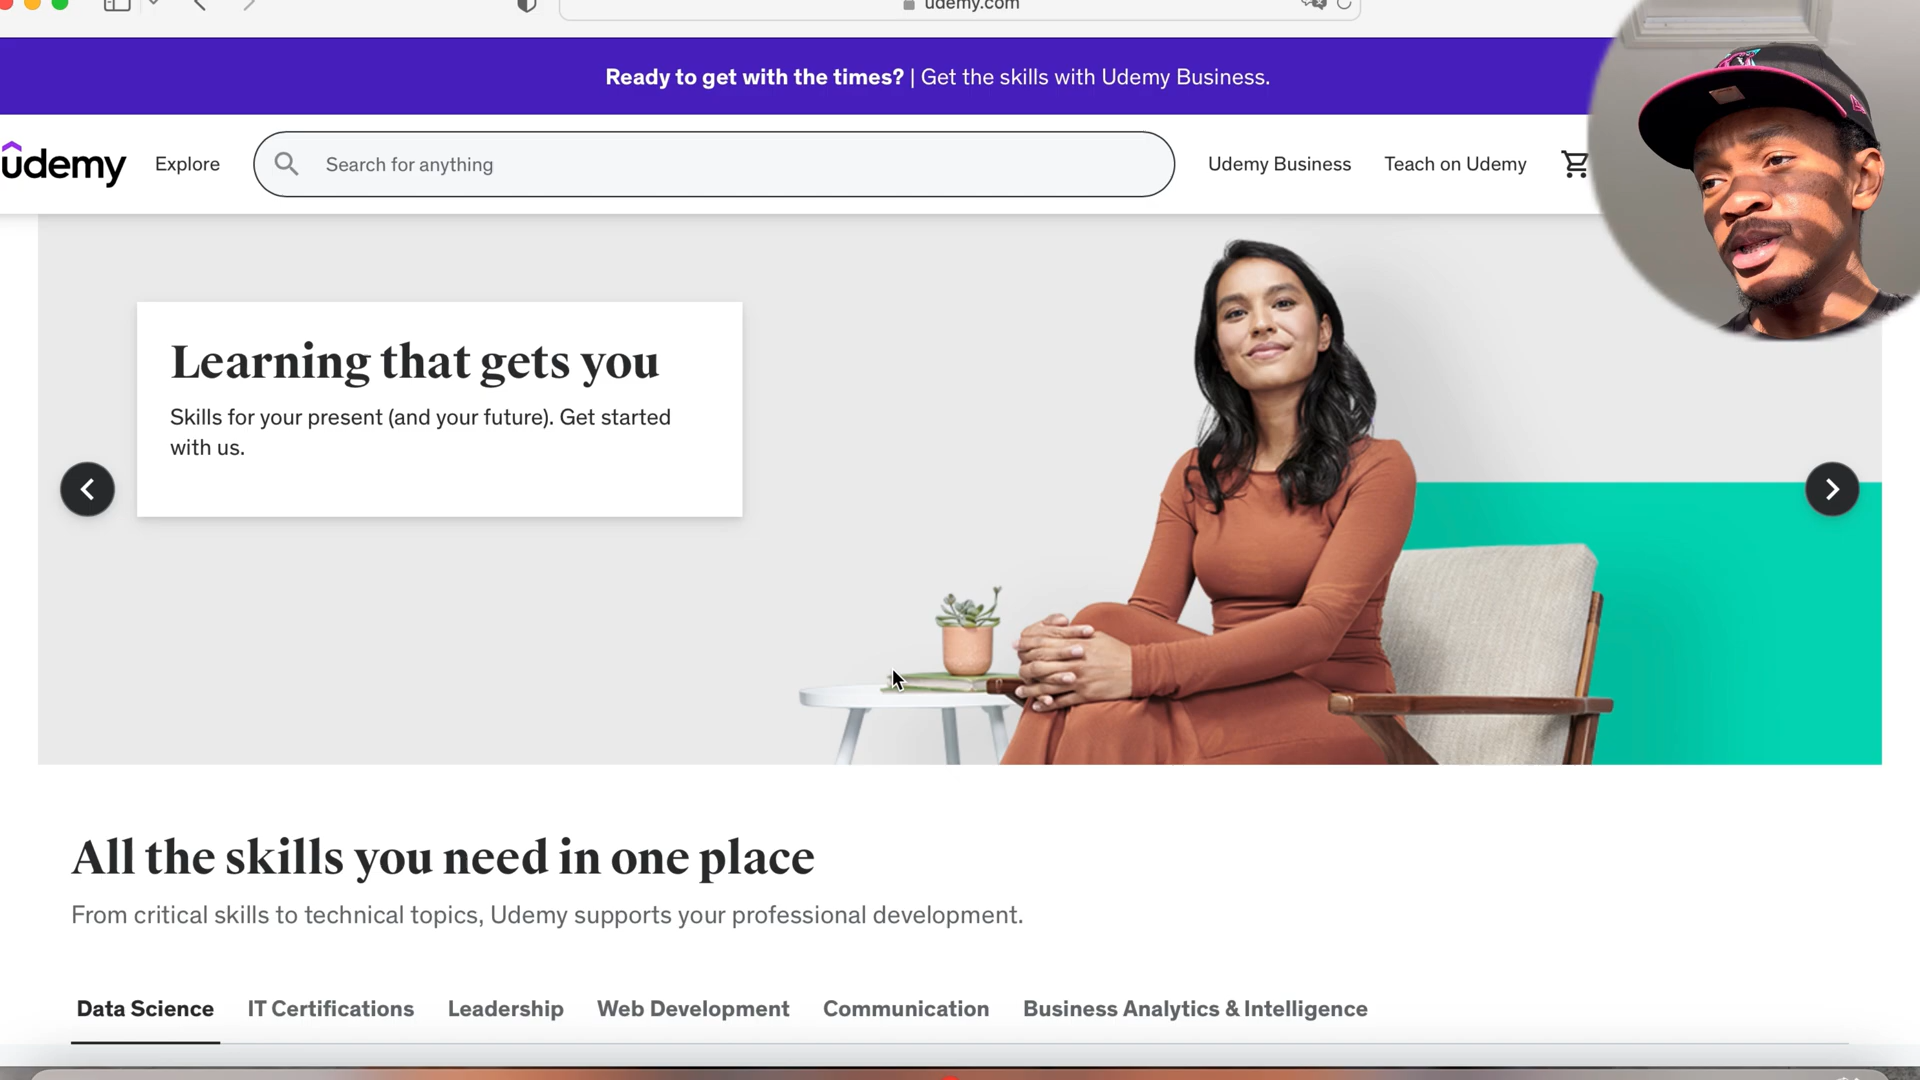 udemy.com
Ready to get with the times? | Get the skills with Udemy Business.
udemy
Explore
Search for anything
Udemy Business
Teach on Udemy
Learning that gets you
Skills for your present (and your future). Get started
with us.
All the skills you need in one place
From critical skills to technical topics, Udemy supports your professional development.
Data Science
IT Certifications
Leadership
Web Development
Communication
Business Analytics & Intelligence